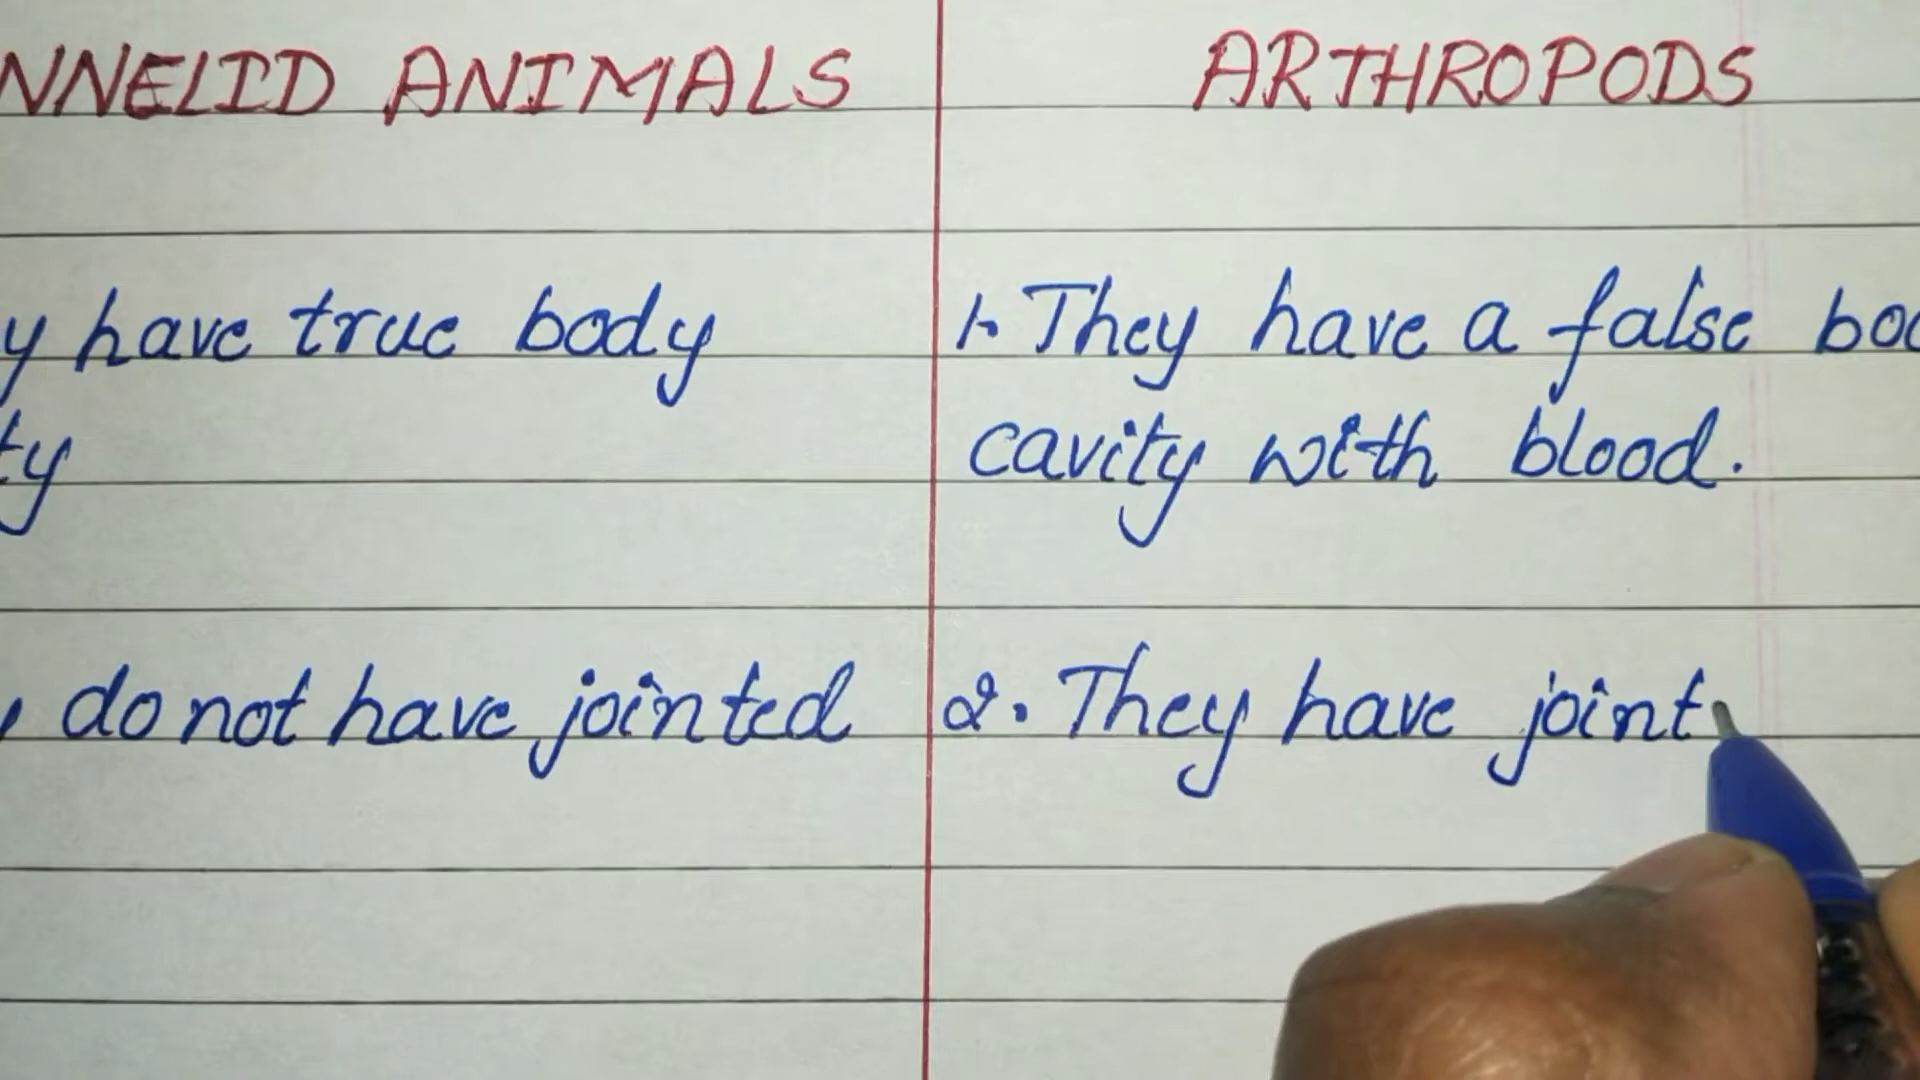 NNELID ANIMALS
y have true body
ty
do not have jointed
ARTHROPODS
1. They have a false boo
cavity with blood.
2. They have joint